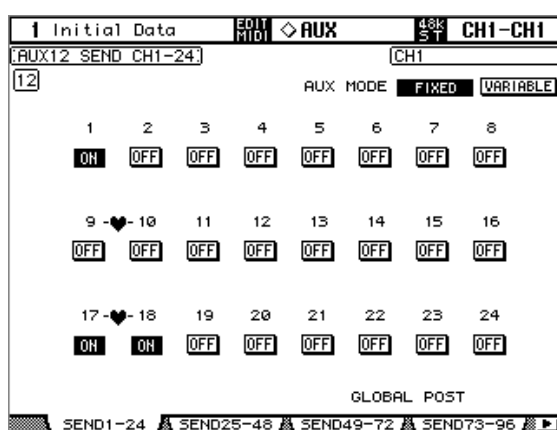 1 Initial Data EDIT MIDI ◇AUX 48K ST CH1-CH1
[AUX12 SEND CH1-24] CH1
12 AUX MODE FIXED VARIABLE
1 2 3 4 5 6 7 8
ON OFF OFF OFF OFF OFF OFF OFF
9 -♥- 10 11 12 13 14 15 16
OFF OFF OFF OFF OFF OFF OFF OFF
17 -♥- 18 19 20 21 22 23 24
ON ON OFF OFF OFF OFF OFF OFF
GLOBAL POST
SEND1-24 SEND25-48 SEND49-72 SEND73-96